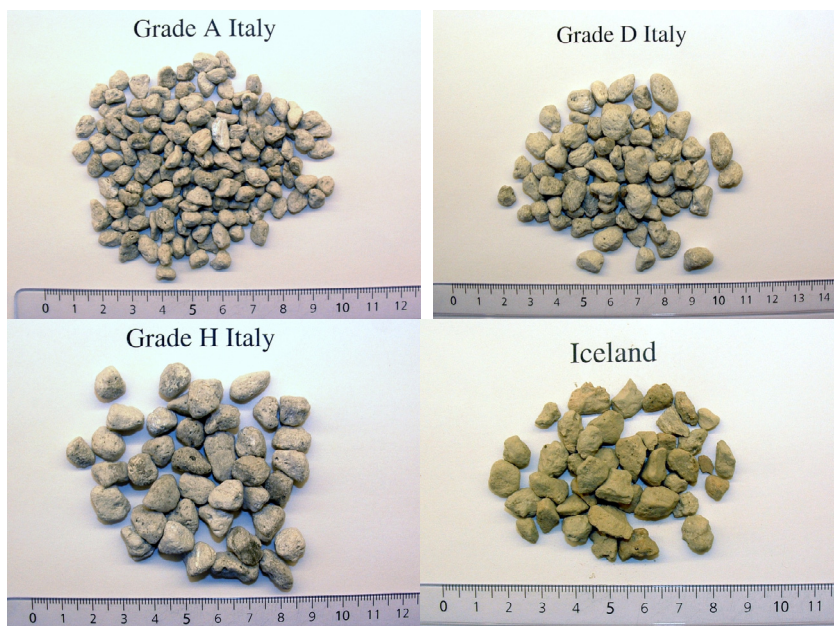 Grade A Italy
0 1 2 3 4 5 6 7 8 9 10 11 12
Grade D Italy
0 1 2 3 4 5 6 7 8 9 10 11 12 13 14
Grade H Italy
0 1 2 3 4 5 6 7 8 9 10 11 12
Iceland
0 1 2 3 4 5 6 7 8 9 10 11